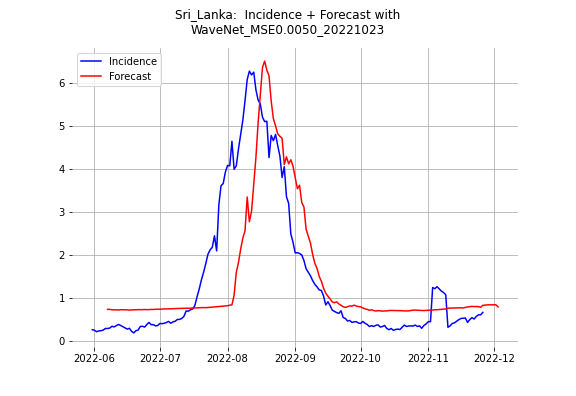 Sri_Lanka: Incidence + Forecast with
WaveNet_MSE0.0050_20221023
Incidence
Forecast
6
5
4
3
2
1
0
2022-06 2022-07 2022-08 2022-09 2022-10 2022-11 2022-12